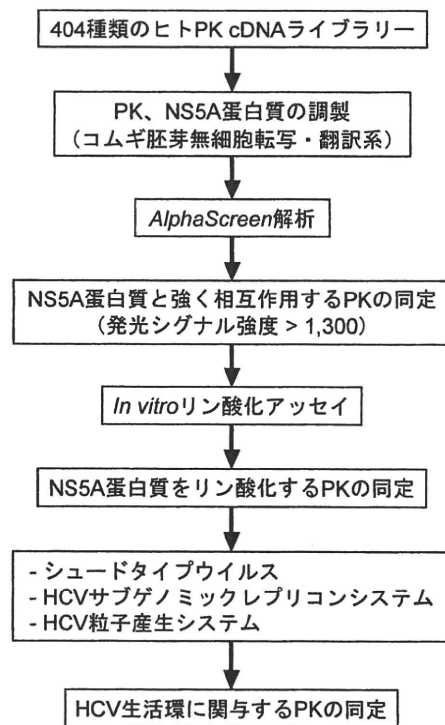 404種類のヒトPK cDNAライブラリー
PK、NS5A蛋白質の調製
（コムギ胚芽無細胞転写・翻訳系）
AlphaScreen解析
NS5A蛋白質と強く相互作用するPKの同定
（発光シグナル強度 > 1,300）
In vitroリン酸化アッセイ
NS5A蛋白質をリン酸化するPKの同定
- シュードタイプウイルス
- HCVサブゲノミックレプリコンシステム
- HCV粒子産生システム
HCV生活環に関与するPKの同定